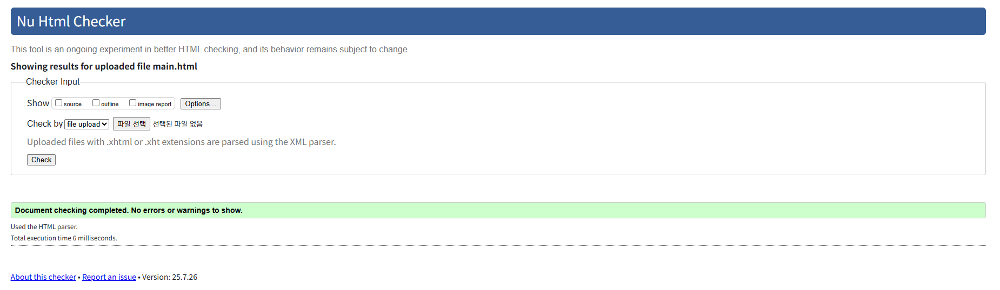 Nu Html Checker
This tool is an ongoing experiment in better HTML checking, and its behavior remains subject to change
Showing results for uploaded file main.html
Checker Input
Show source outline image report Options...
Check by file upload 파일 선택 선택된 파일 없음
Uploaded files with .xhtml or .xht extensions are parsed using the XML parser.
Check
Document checking completed. No errors or warnings to show.
Used the HTML parser.
Total execution time 6 milliseconds.
About this checker • Report an issue • Version: 25.7.26